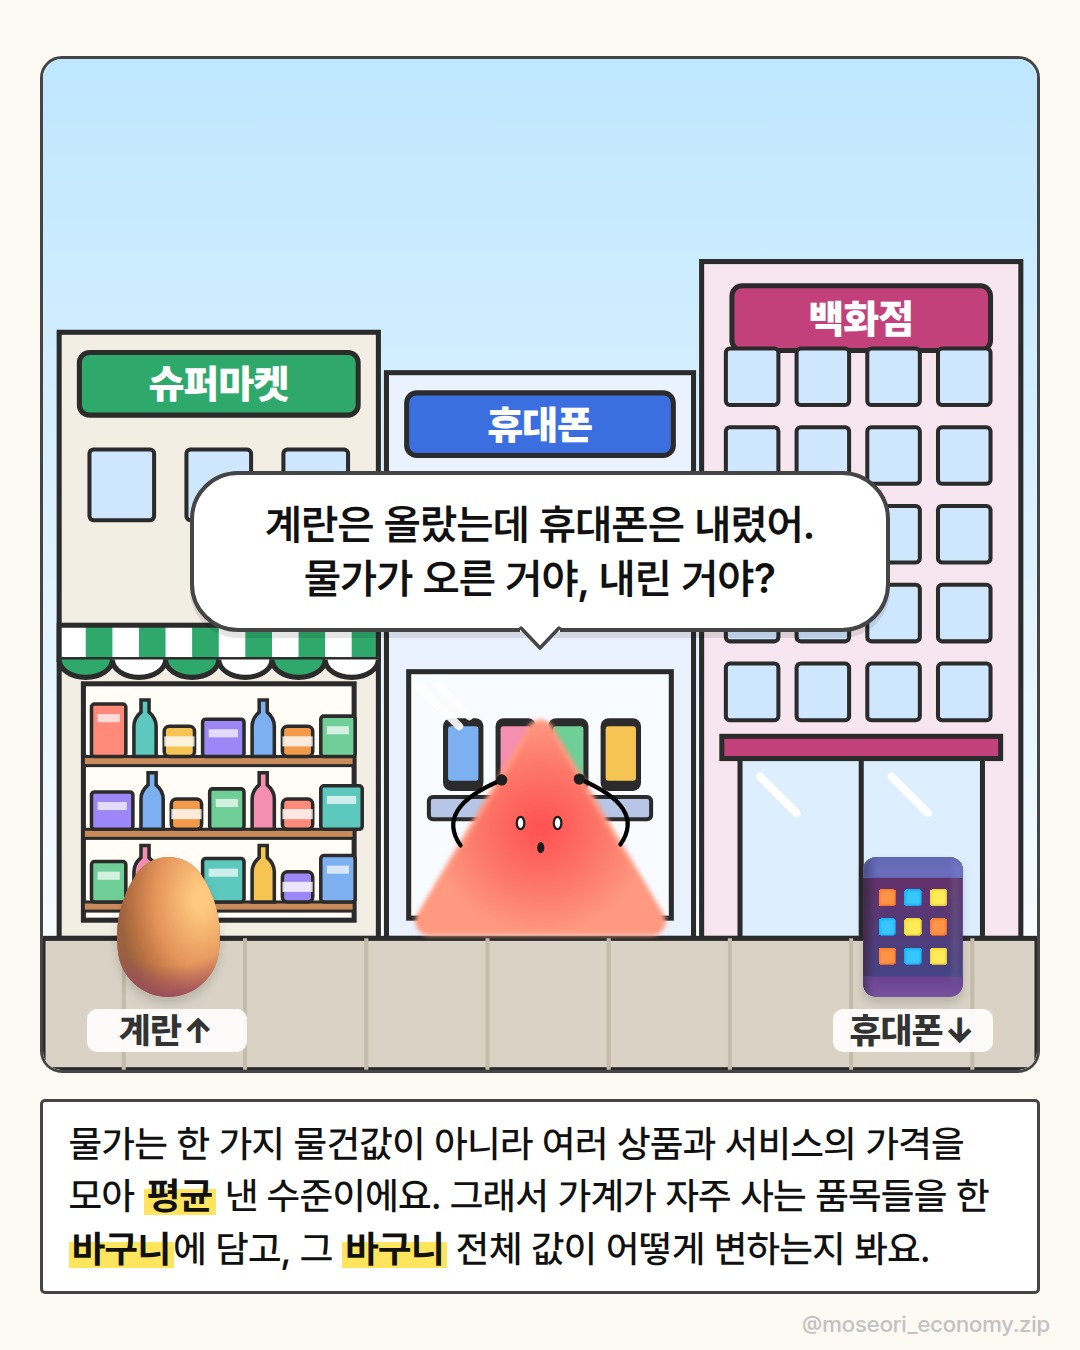 백화점
슈퍼마켓
휴대폰
계란은 올랐는데 휴대폰은 내렸어.
물가가 오른 거야, 내린 거야?
계란↑
휴대폰↓
물가는 한 가지 물건값이 아니라 여러 상품과 서비스의 가격을
모아 평균 낸 수준이에요. 그래서 가계가 자주 사는 품목들을 한
바구니에 담고, 그 바구니 전체 값이 어떻게 변하는지 봐요.
@moseori_economy.zip